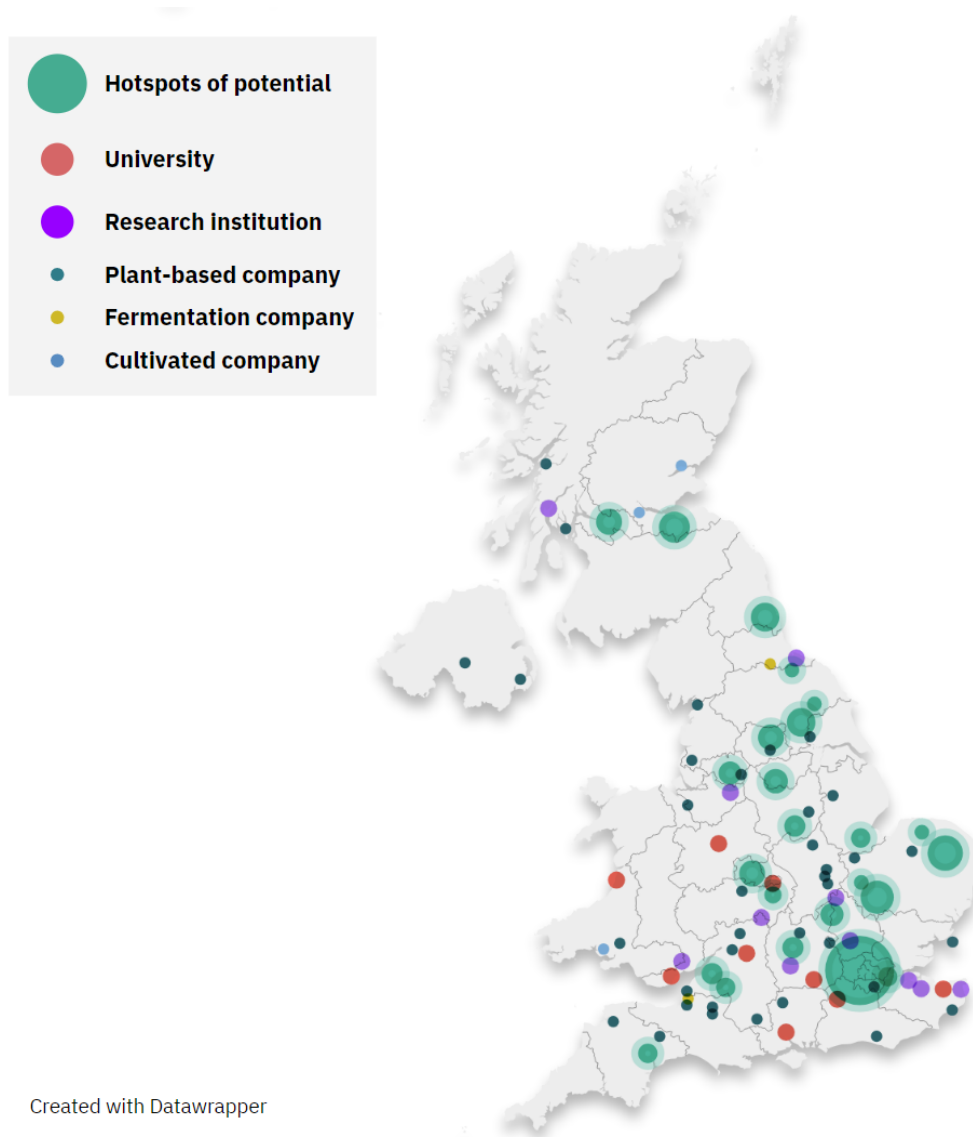 Hotspots of potential
University
Research institution
Plant-based company
Fermentation company
Cultivated company
Created with Datawrapper